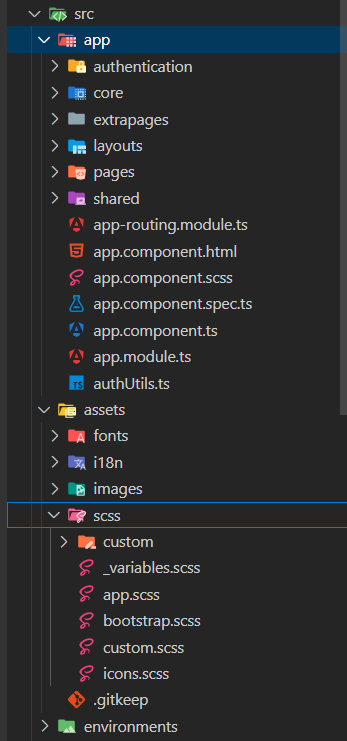 src
app
authentication
core
extrapages
layouts
pages
shared
app-routing.module.ts
app.component.html
app.component.scss
app.component.spec.ts
app.component.ts
app.module.ts
TS authUtils.ts
assets
fonts
i18n
images
scss
custom
_variables.scss
app.scss
bootstrap.scss
custom.scss
icons.scss
.gitkeep
environments